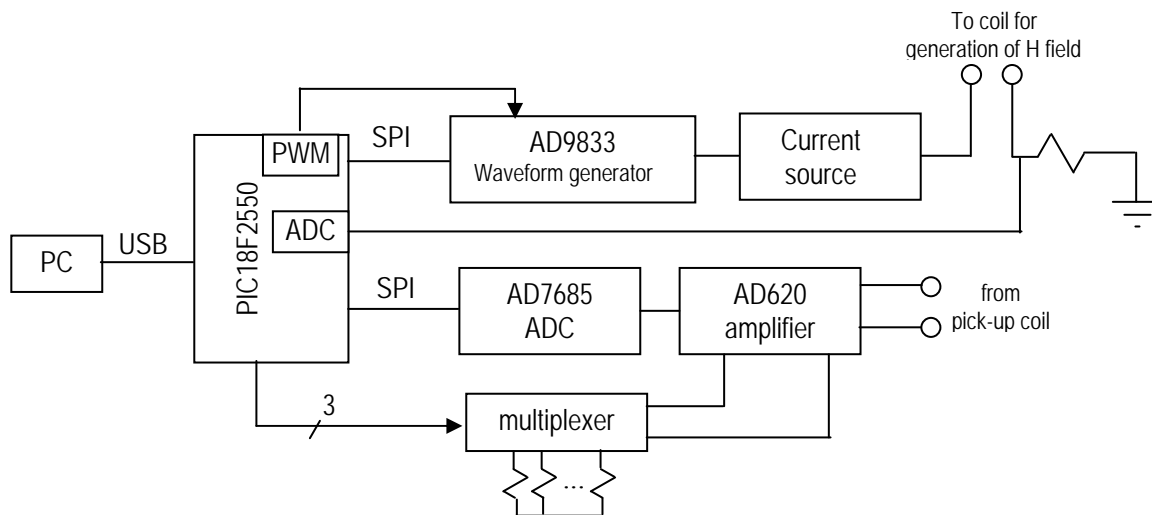 To coil for
generation of H field
PWM
SPI
AD9833
Waveform generator
Current
source
PIC18F2550
ADC
PC
USB
SPI
AD7685
ADC
AD620
amplifier
from
pick-up coil
3
multiplexer
...